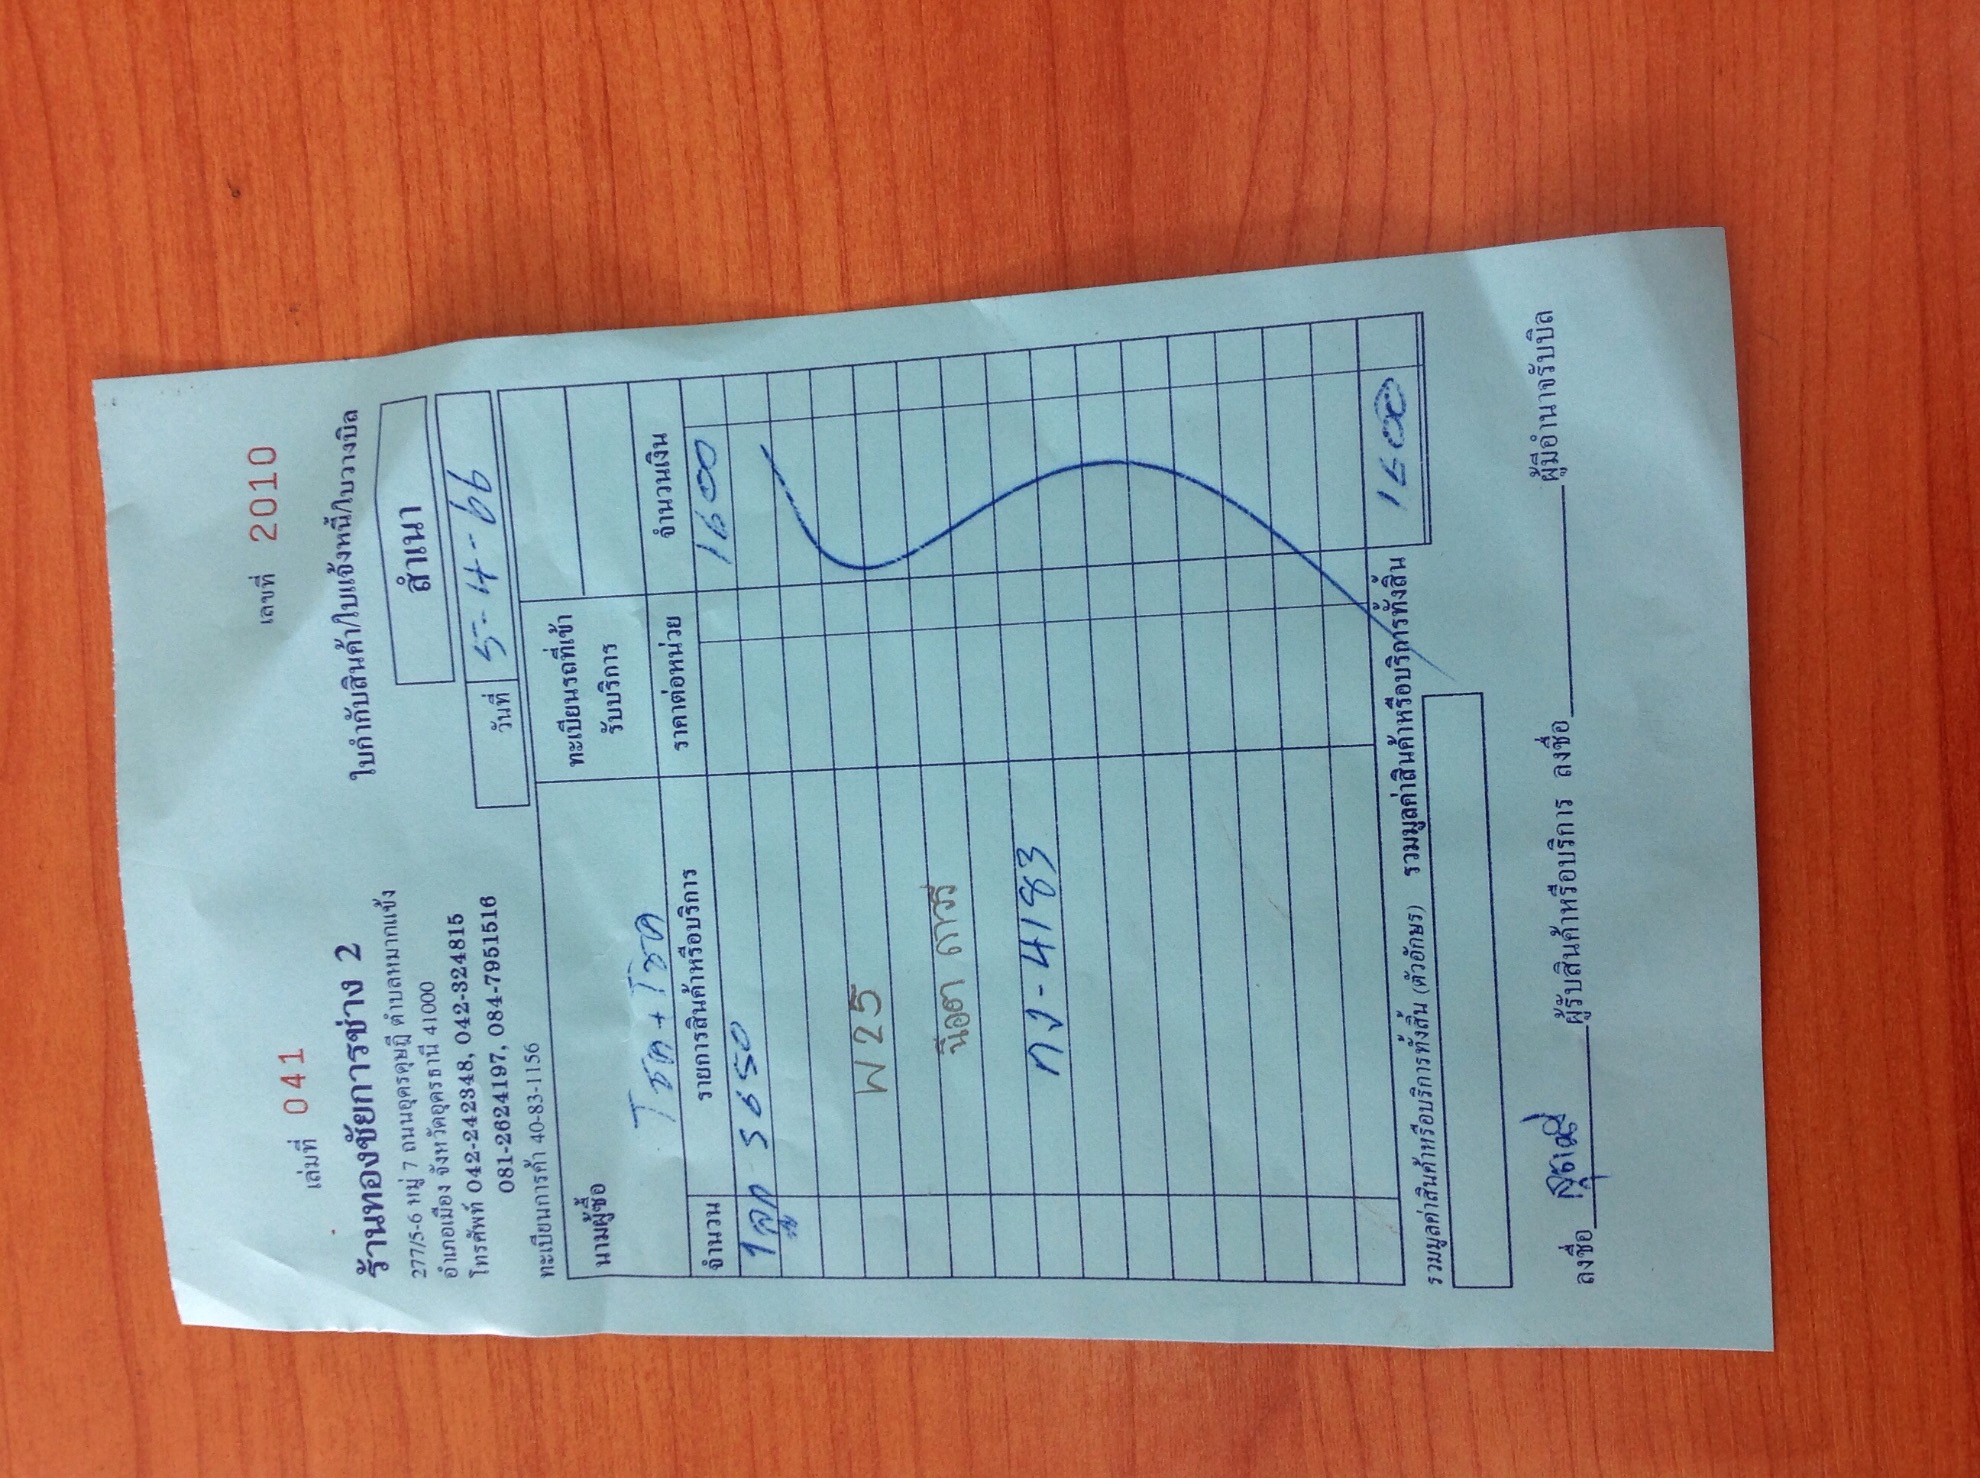 เล่มที่ 041 เลขที่ 2010
ร้านทองชัยการช่าง 2 ใบกำกับสินค้า/ใบแจ้งหนี้/ใบวางบิล
277/5-6 หมู่ 7 ถนนอุดรดุษฎี ตำบลหมากแข้ง
อำเภอเมือง จังหวัดอุดรธานี 41000
สำเนา
โทรศัพท์ 042-242348, 042-324815
081-2624197, 084-7951516
วันที่ 5-4-66
ทะเบียนการค้า 40-83-1156
นามผู้ซื้อ
โชค+โชค
ทะเบียนรถที่เข้า
รับบริการ
จำนวน รายการสินค้าหรือบริการ ราคาต่อหน่วย จำนวนเงิน
1 ลูก 1600
W25
กง-4183
รวมมูลค่าสินค้าหรือบริการทั้งสิ้น (ตัวอักษร) รวมมูลค่าสินค้าหรือบริการทั้งสิ้น 1600
ลงชื่อ ผู้รับสินค้าหรือบริการ ลงชื่อ ผู้มีอำนาจรับบิล